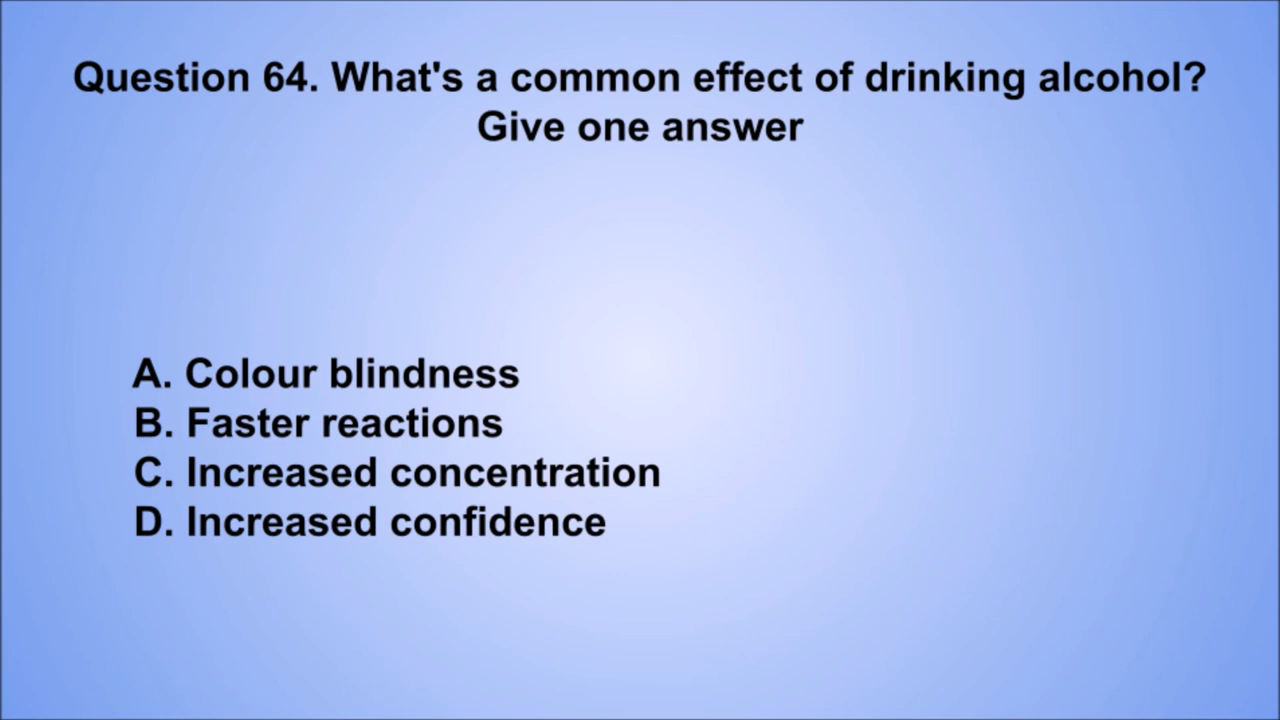 Question 64. What's a common effect of drinking alcohol?
Give one answer
A. Colour blindness
B. Faster reactions
C. Increased concentration
D. Increased confidence